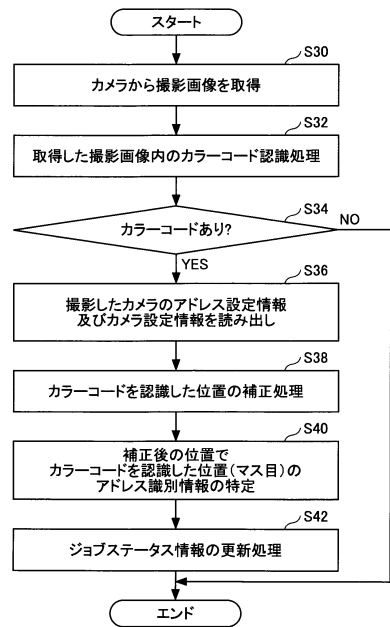 スタート
S30
カメラから撮影画像を取得
S32
取得した撮影画像内のカラーコード認識処理
S34
カラーコードあり?
NO
YES
S36
撮影したカメラのアドレス設定情報
及びカメラ設定情報を読み出し
S38
カラーコードを認識した位置の補正処理
S40
補正後の位置で
カラーコードを認識した位置(マス目)の
アドレス識別情報の特定
S42
ジョブステータス情報の更新処理
エンド